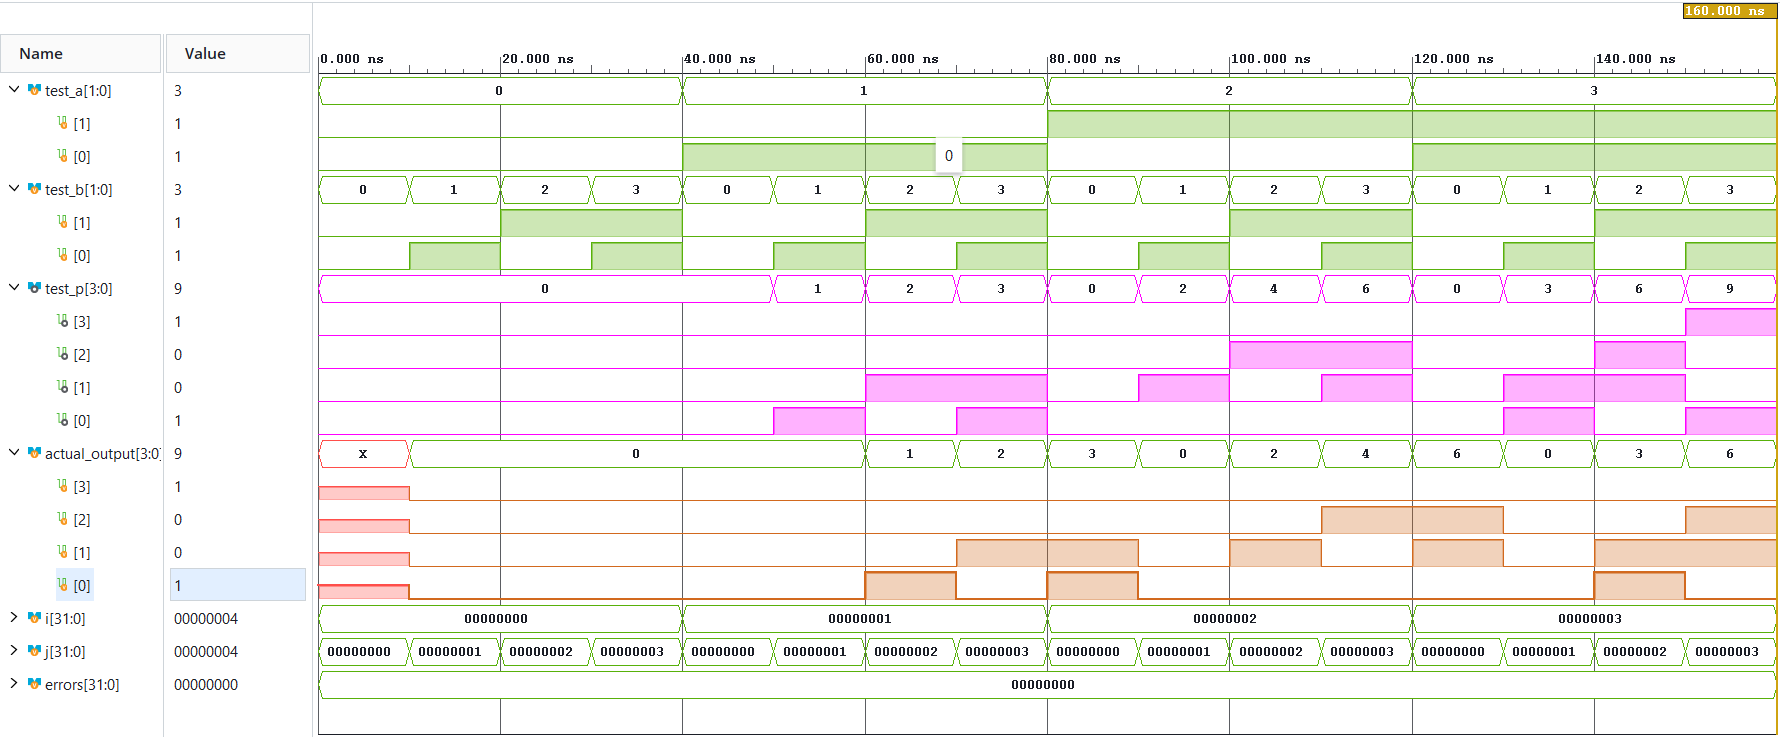 160.000 ns
Name Value
0.000 ns 20.000 ns 40.000 ns 60.000 ns 80.000 ns 100.000 ns 120.000 ns 140.000 ns
test_a[1:0] 3 0 1 2 3
[1] 1
[0] 1 0
test_b[1:0] 3 0 1 2 3 0 1 2 3 0 1 2 3 0 1 2 3
[1] 1
[0] 1
test_p[3:0] 9 0 1 2 3 0 2 4 6 0 3 6 9
[3] 1
[2] 0
[1] 0
[0] 1
actual_output[3:0] 9 X 0 1 2 3 0 2 4 6 0 3 6
[3] 1
[2] 0
[1] 0
[0] 1
i[31:0] 00000004 00000000 00000001 00000002 00000003
j[31:0] 00000004 00000000 00000001 00000002 00000003 00000000 00000001 00000002 00000003 00000000 00000001 00000002 00000003 00000000 00000001 00000002 00000003
errors[31:0] 00000000 00000000